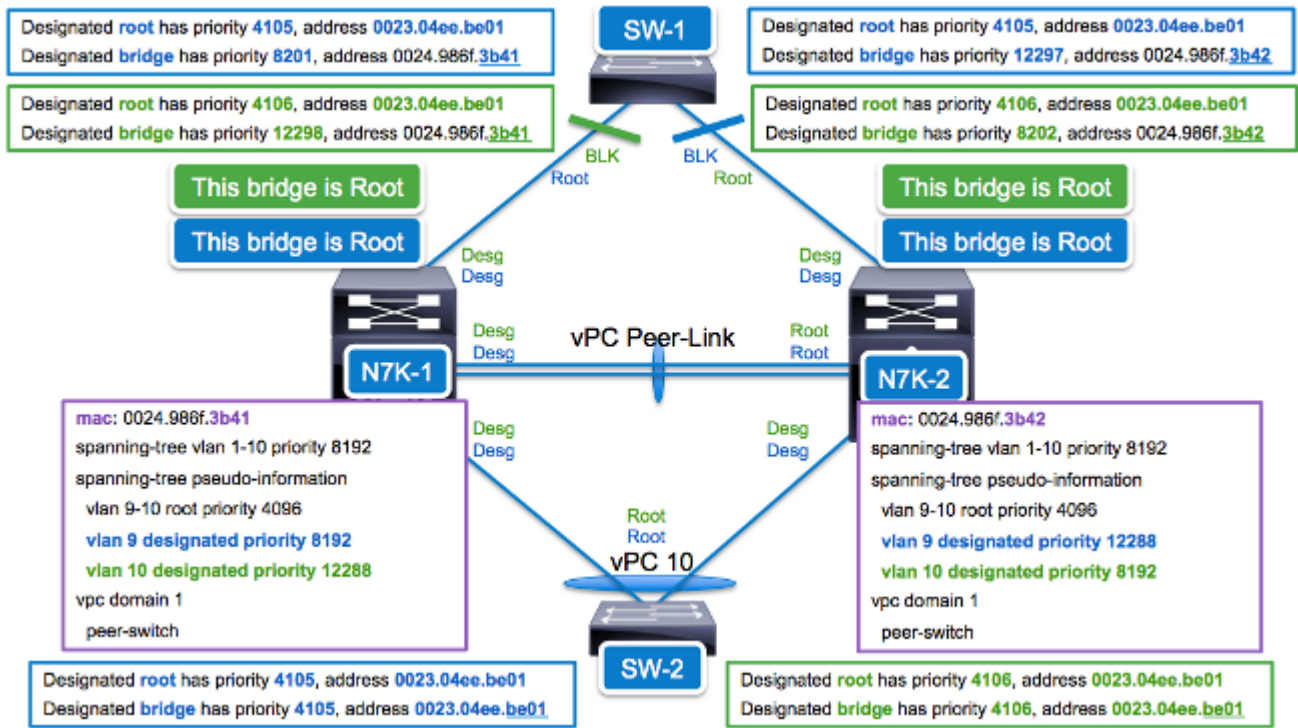 Designated root has priority 4105, address 0023.04ee.be01
Designated bridge has priority 8201, address 0024.986f.3b41
SW-1
Designated root has priority 4105, address 0023.04ee.be01
Designated bridge has priority 12297, address 0024.986f.3b42
Designated root has priority 4106, address 0023.04ee.be01
Designated bridge has priority 12298, address 0024.986f.3b41
Designated root has priority 4106, address 0023.04ee.be01
Designated bridge has priority 8202, address 0024.986f.3b42
BLK
Root
BLK
Root
This bridge is Root
This bridge is Root
This bridge is Root
This bridge is Root
Desg
Desg
Desg
Desg
Desg
Desg
vPC Peer-Link
Root
Root
N7K-1
N7K-2
mac: 0024.986f.3b41
spanning-tree vlan 1-10 priority 8192
spanning-tree pseudo-information
vlan 9-10 root priority 4096
vlan 9 designated priority 8192
vlan 10 designated priority 12288
vpc domain 1
peer-switch
Desg
Desg
Desg
Desg
mac: 0024.986f.3b42
spanning-tree vlan 1-10 priority 8192
spanning-tree pseudo-information
vlan 9-10 root priority 4096
vlan 9 designated priority 12288
vlan 10 designated priority 8192
vpc domain 1
peer-switch
Root
Root
vPC 10
SW-2
Designated root has priority 4105, address 0023.04ee.be01
Designated bridge has priority 4105, address 0023.04ee.be01
Designated root has priority 4106, address 0023.04ee.be01
Designated bridge has priority 4106, address 0023.04ee.be01